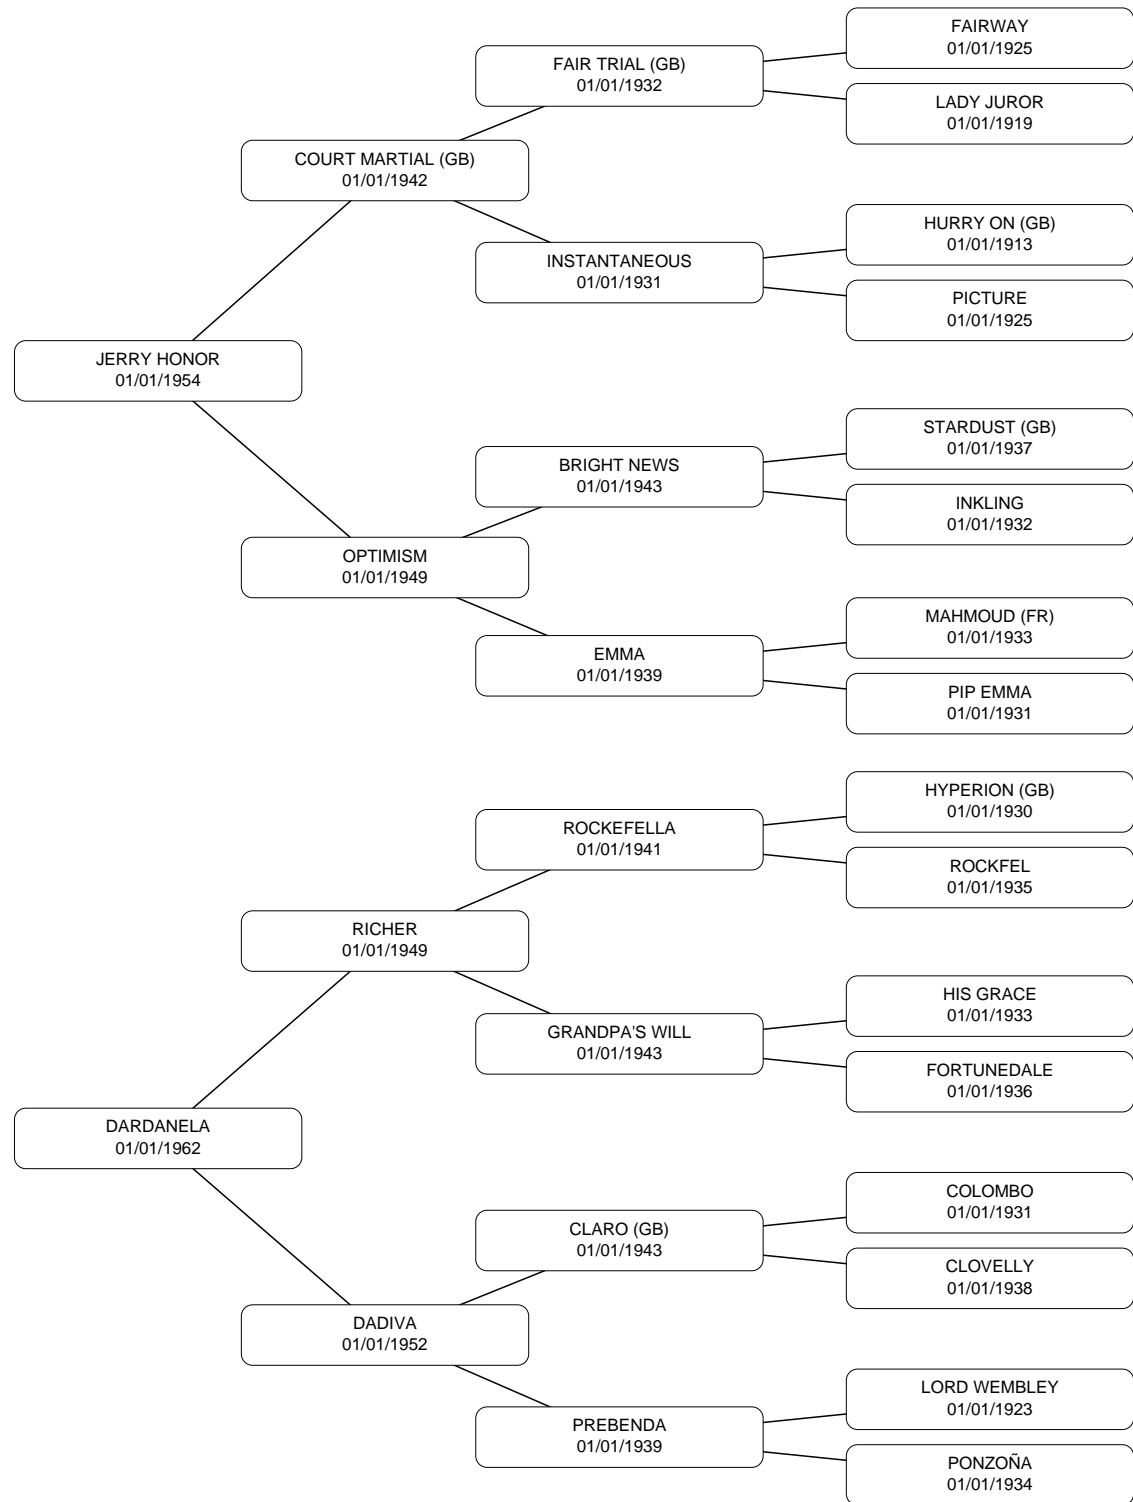 FAIRWAY
01/01/1925
FAIR TRIAL (GB)
01/01/1932
LADY JUROR
01/01/1919
COURT MARTIAL (GB)
01/01/1942
HURRY ON (GB)
01/01/1913
INSTANTANEOUS
01/01/1931
PICTURE
01/01/1925
JERRY HONOR
01/01/1954
STARDUST (GB)
01/01/1937
BRIGHT NEWS
01/01/1943
INKLING
01/01/1932
OPTIMISM
01/01/1949
MAHMOUD (FR)
01/01/1933
EMMA
01/01/1939
PIP EMMA
01/01/1931
HYPERION (GB)
01/01/1930
ROCKEFELLA
01/01/1941
ROCKFEL
01/01/1935
RICHER
01/01/1949
HIS GRACE
01/01/1933
GRANDPA'S WILL
01/01/1943
FORTUNEDALE
01/01/1936
DARDANELA
01/01/1962
COLOMBO
01/01/1931
CLARO (GB)
01/01/1943
CLOVELLY
01/01/1938
DADIVA
01/01/1952
LORD WEMBLEY
01/01/1923
PREBENDA
01/01/1939
PONZOÑA
01/01/1934